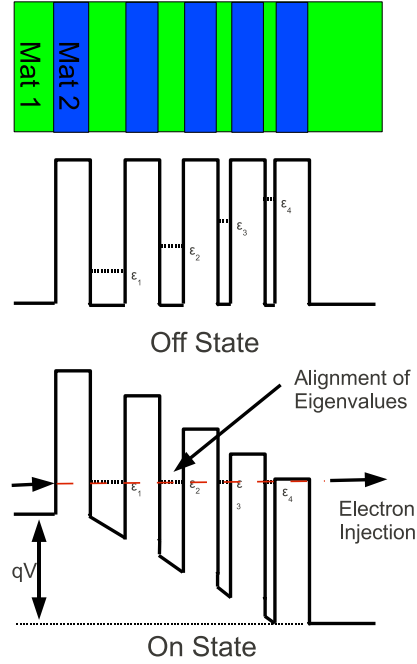 Mat 1
Mat 2
ε1
ε2
ε3
ε4
Off State
Alignment of
Eigenvalues
ε1
ε2
ε
3
ε4
Electron
Injection
qV
On State